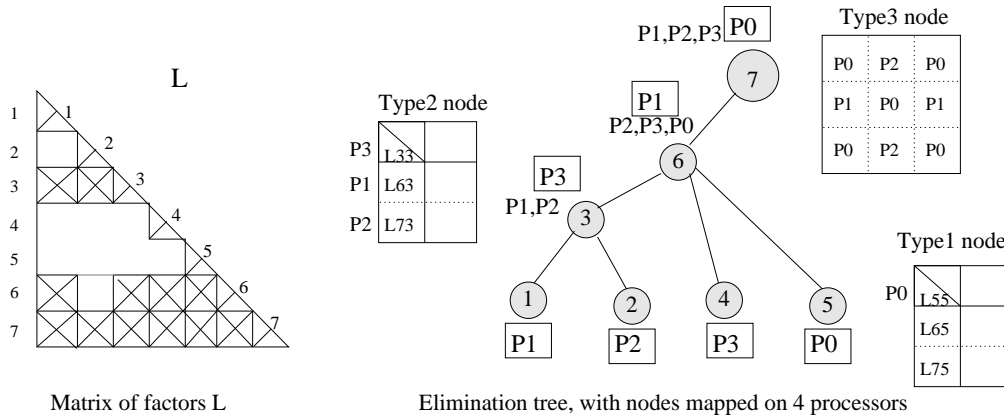 L
1
2
3
4
5
6
7
1
2
3
4
5
6
7
Matrix of factors L
Type2 node
P3
L33
P1
L63
P2
L73
P1,P2,P3
P0
7
P1
P2,P3,P0
6
P3
P1,P2
3
1
2
4
5
P1
P2
P3
P0
Elimination tree, with nodes mapped on 4 processors
Type3 node
P0 P2 P0
P1 P0 P1
P0 P2 P0
Type1 node
P0
L55
L65
L75